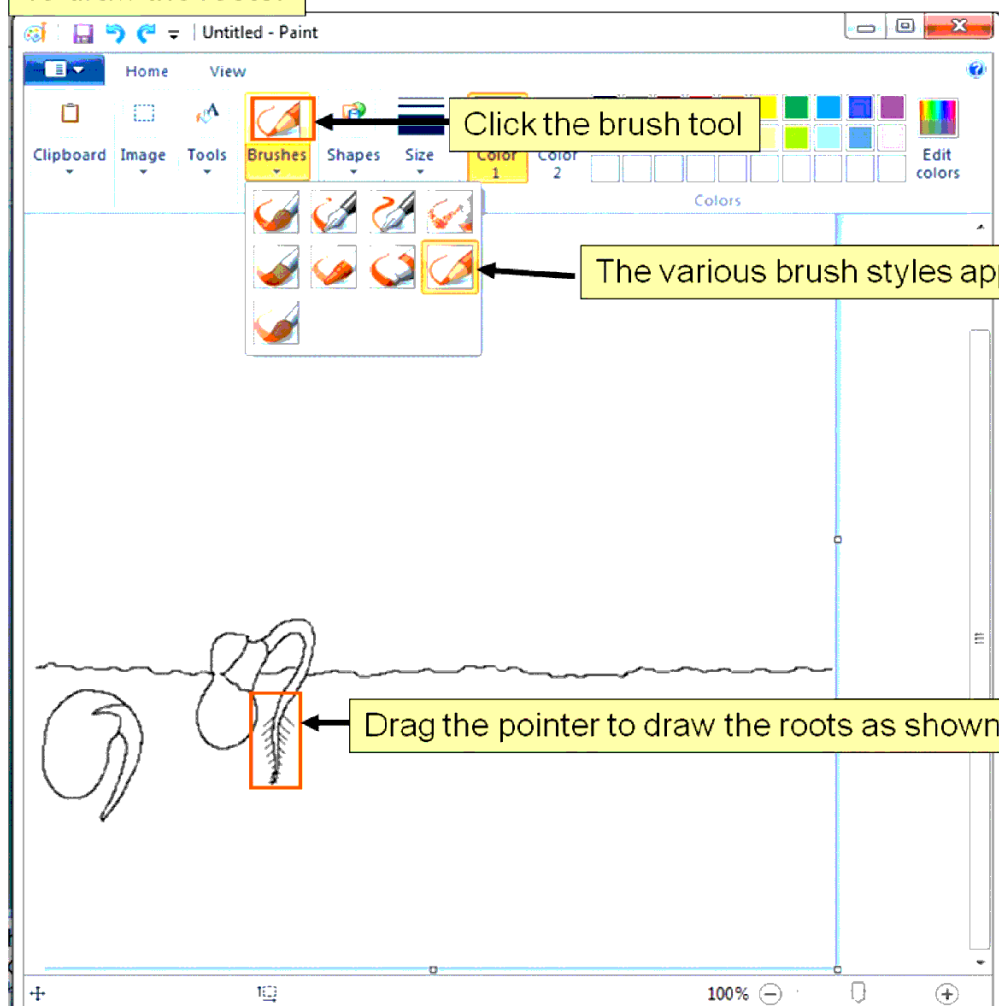 Untitled - Paint
Home View
Click the brush tool
Clipboard Image Tools Brushes Shapes Size Color 1 Color 2 Edit colors
Colors
The various brush styles
Drag the pointer to draw the roots as shown
100%